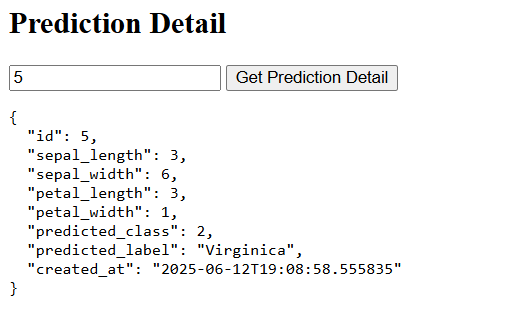 Prediction Detail
5 Get Prediction Detail
{
  "id": 5,
  "sepal_length": 3,
  "sepal_width": 6,
  "petal_length": 3,
  "petal_width": 1,
  "predicted_class": 2,
  "predicted_label": "Virginica",
  "created_at": "2025-06-12T19:08:58.555835"
}